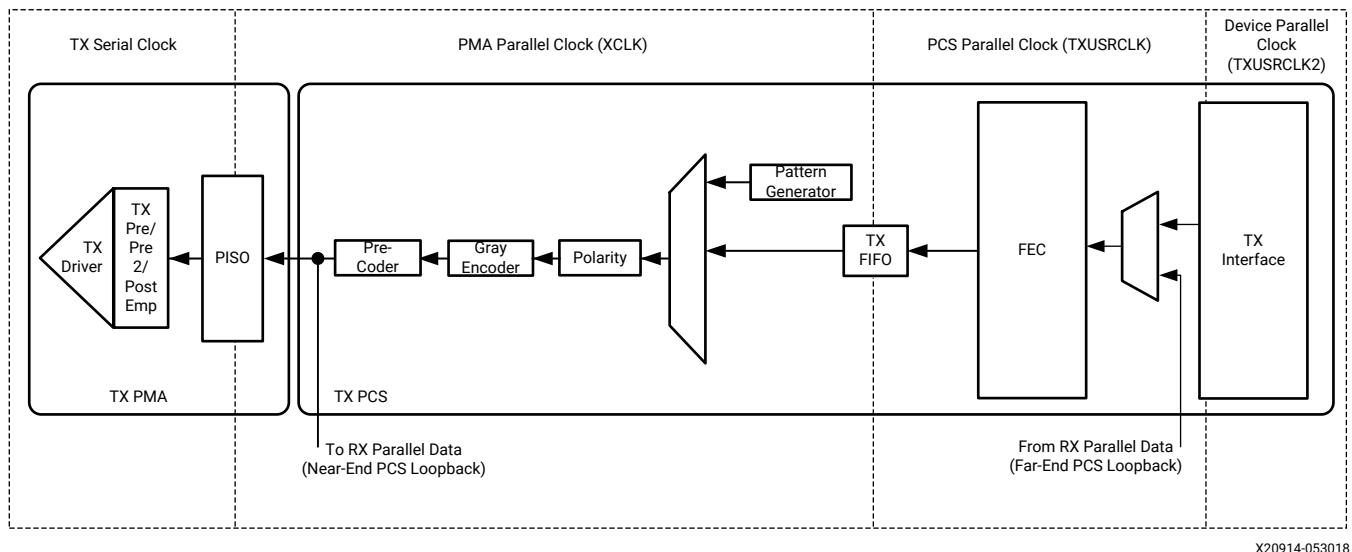 TX Serial Clock
PMA Parallel Clock (XCLK)
PCS Parallel Clock (TXUSRCLK)
Device Parallel
Clock
(TXUSRCLK2)
TX
Driver
TX
Pre/
Pre
2/
Post
Emp
PISO
Pre-
Coder
Gray
Encoder
Polarity
Pattern
Generator
TX
FIFO
FEC
TX
Interface
TX PMA
TX PCS
To RX Parallel Data
(Near-End PCS Loopback)
From RX Parallel Data
(Far-End PCS Loopback)
X20914-053018